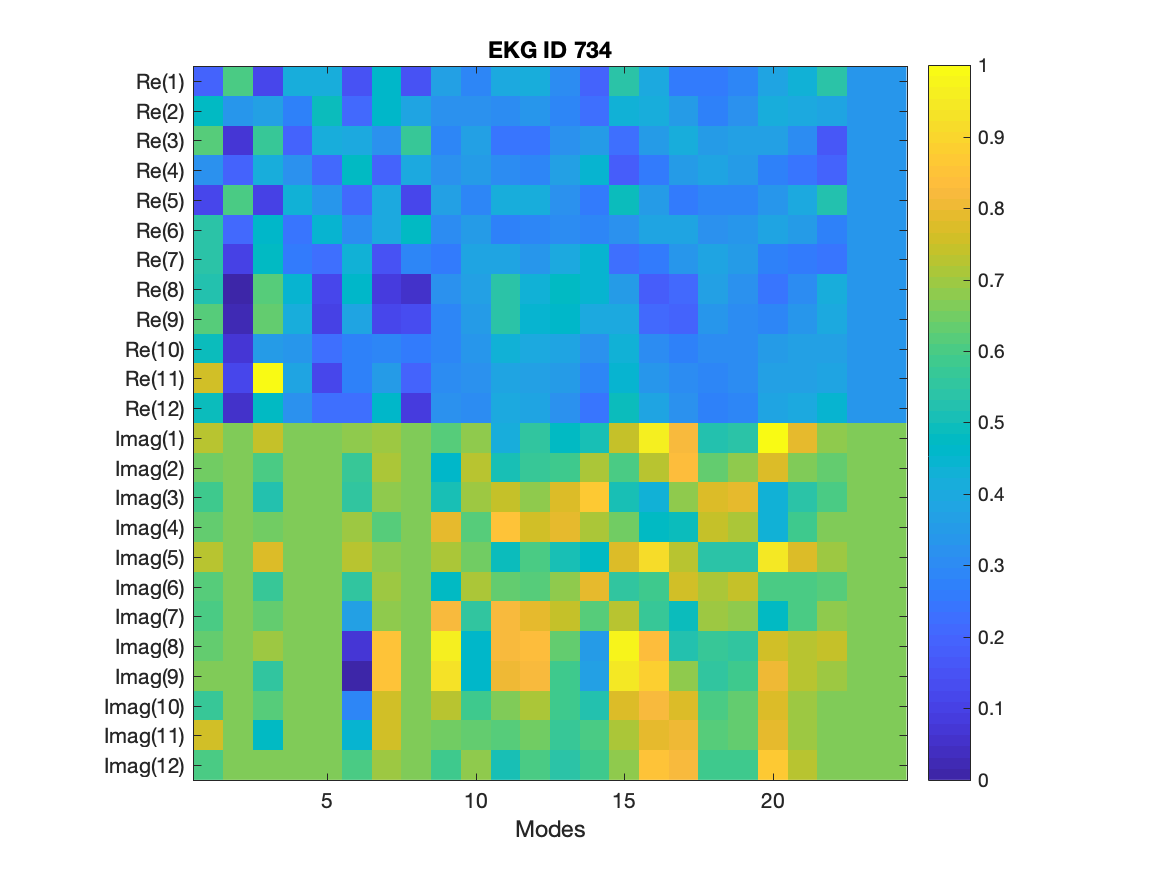 EKG ID 734
Re(1)
Re(2)
Re(3)
Re(4)
Re(5)
Re(6)
Re(7)
Re(8)
Re(9)
Re(10)
Re(11)
Re(12)
Imag(1)
Imag(2)
Imag(3)
Imag(4)
Imag(5)
Imag(6)
Imag(7)
Imag(8)
Imag(9)
Imag(10)
Imag(11)
Imag(12)
5 10 15 20
Modes
1
0.9
0.8
0.7
0.6
0.5
0.4
0.3
0.2
0.1
0